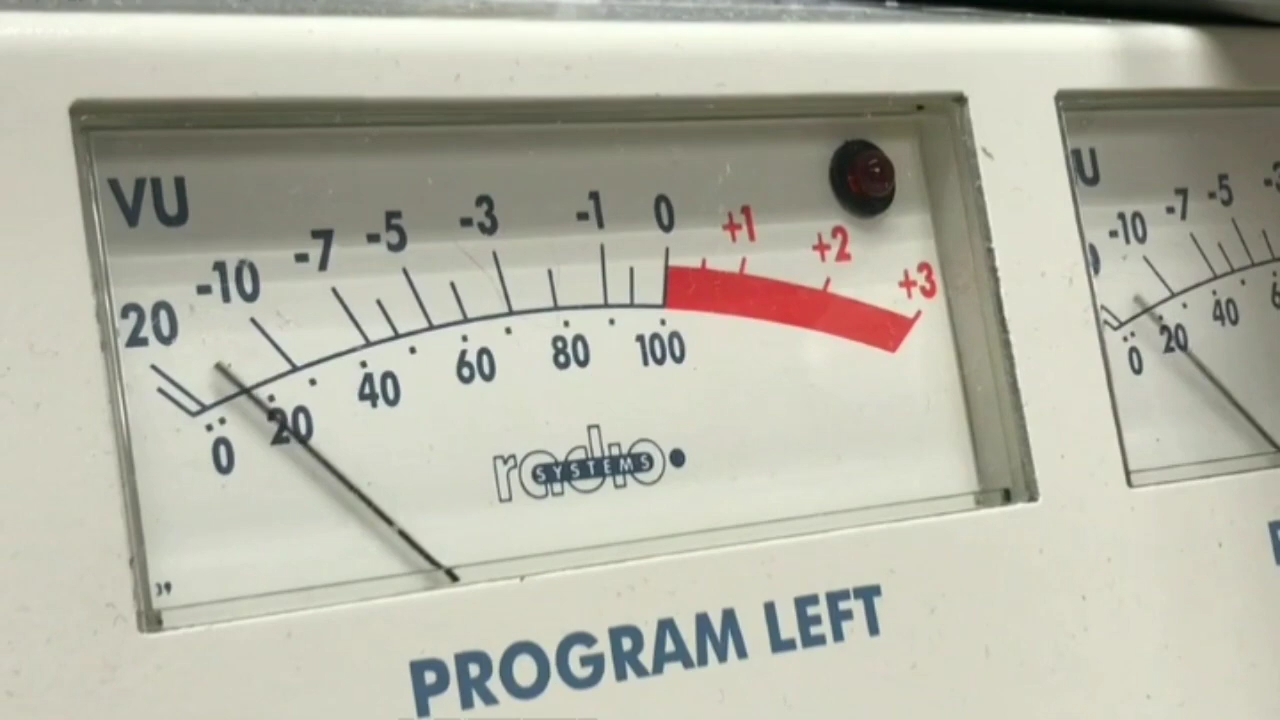 VU
20 -10 -7 -5 -3 -1 0 +1 +2 +3
0 20 40 60 80 100
radio
SYSTEMS
PROGRAM LEFT
U
-10 -7 -5
0 20 40